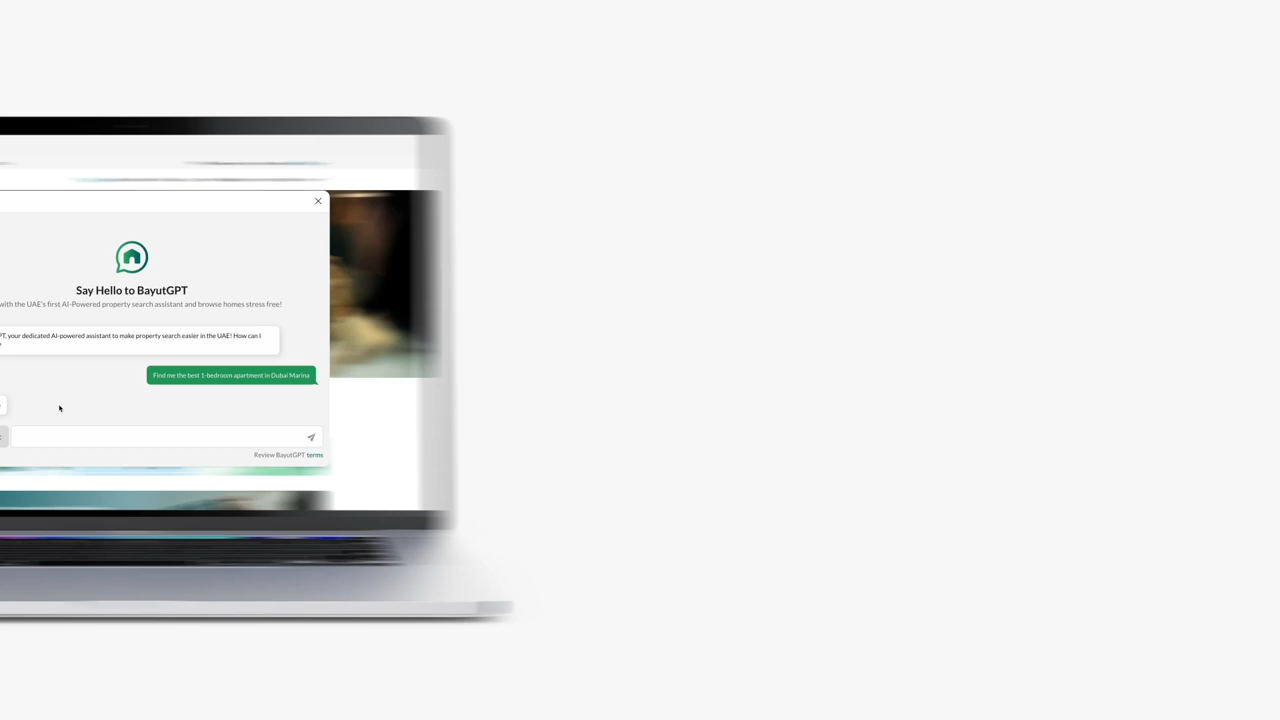 Say Hello to BayutGPT
with the UAE's first AI-Powered property search assistant and browse homes stress free!
PT, your dedicated AI-powered assistant to make property search easier in the UAE! How can I
?
Find me the best 1-bedroom apartment in Dubai Marina
Review BayutGPT terms